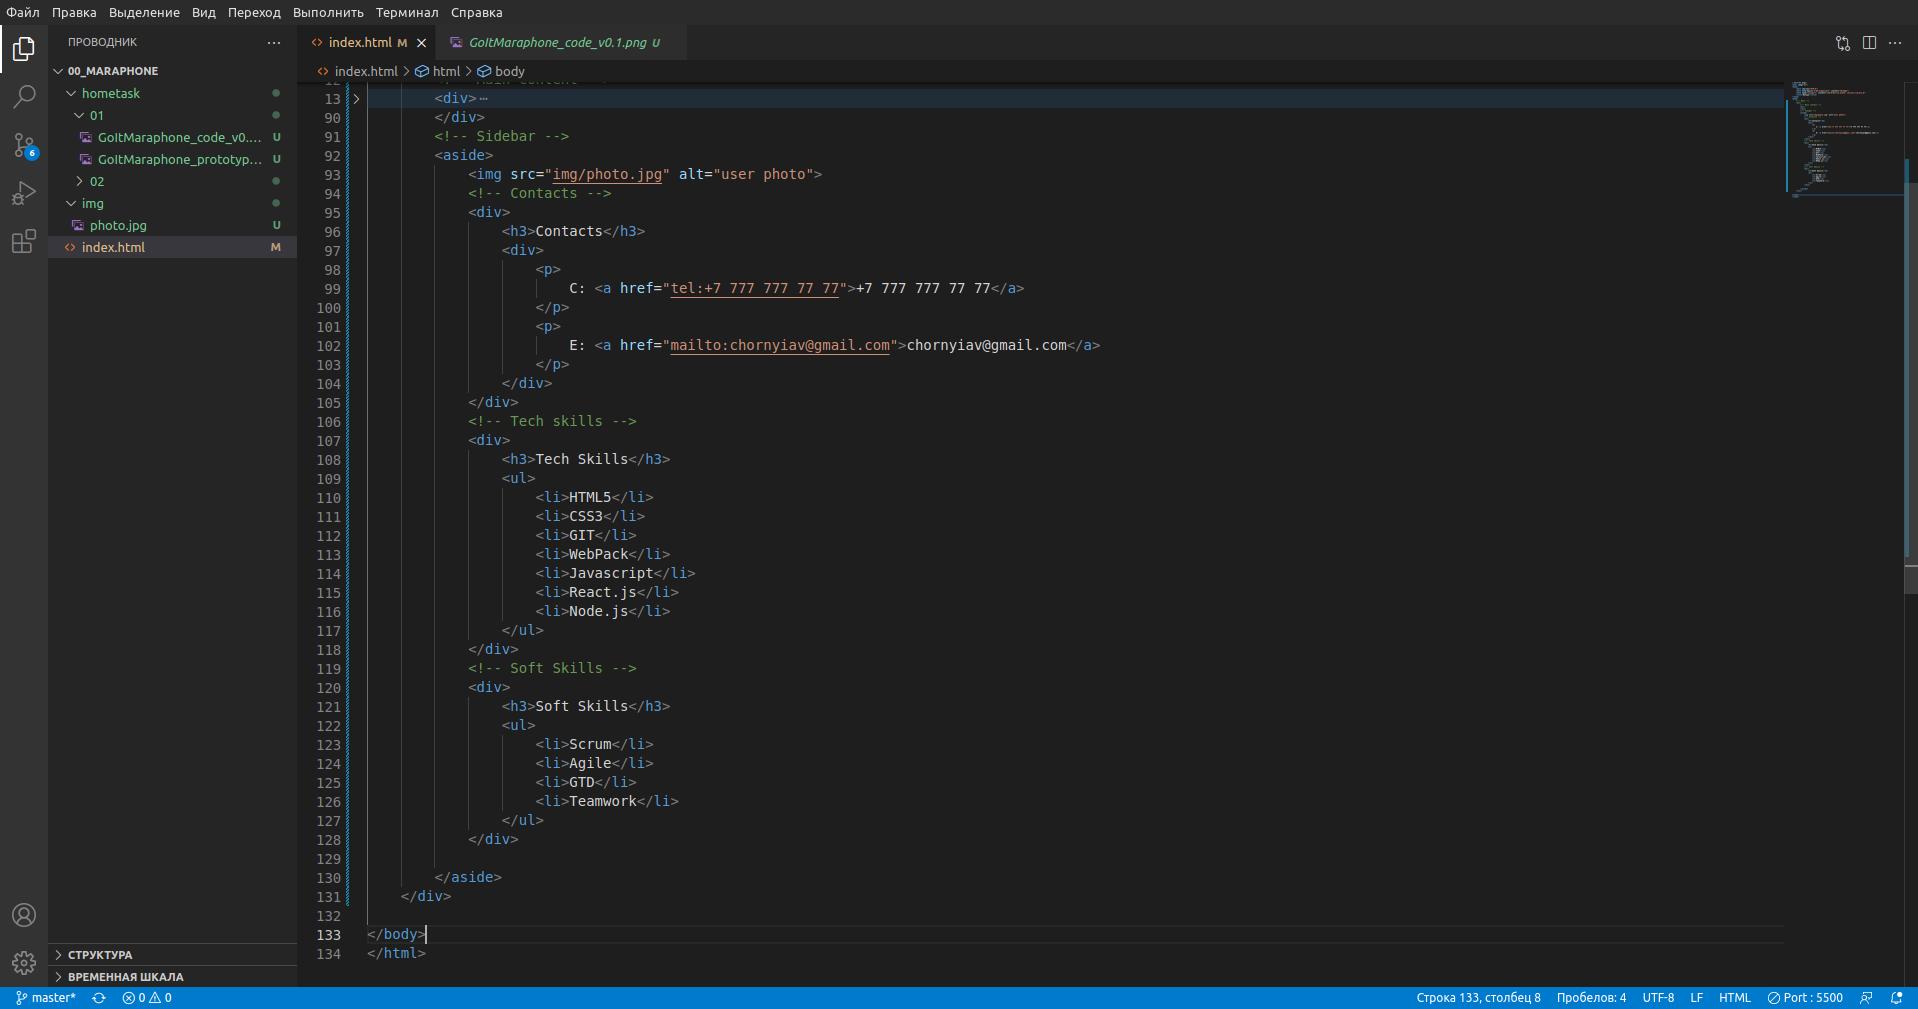 Файл Правка Выделение Вид Переход Выполнить Терминал Справка
ПРОВОДНИК
index.html M
GoItMaraphone_code_v0.1.png U
00_MARAPHONE
index.html > html > body
hometask
01
GoItMaraphone_code_v0.... U
GoItMaraphone_prototyp... U
02
img
photo.jpg U
index.html M
13 <div>…
90 </div>
91 <!-- Sidebar -->
92 <aside>
93 <img src="img/photo.jpg" alt="user photo">
94 <!-- Contacts -->
95 <div>
96 <h3>Contacts</h3>
97 <div>
98 <p>
99 C: <a href="tel:+7 777 777 77 77">+7 777 777 77 77</a>
100 </p>
101 <p>
102 E: <a href="mailto:chornyiav@gmail.com">chornyiav@gmail.com</a>
103 </p>
104 </div>
105 </div>
106 <!-- Tech skills -->
107 <div>
108 <h3>Tech Skills</h3>
109 <ul>
110 <li>HTML5</li>
111 <li>CSS3</li>
112 <li>GIT</li>
113 <li>WebPack</li>
114 <li>Javascript</li>
115 <li>React.js</li>
116 <li>Node.js</li>
117 </ul>
118 </div>
119 <!-- Soft Skills -->
120 <div>
121 <h3>Soft Skills</h3>
122 <ul>
123 <li>Scrum</li>
124 <li>Agile</li>
125 <li>GTD</li>
126 <li>Teamwork</li>
127 </ul>
128 </div>
129
130 </aside>
131 </div>
132
133 </body>
134 </html>
СТРУКТУРА
ВРЕМЕННАЯ ШКАЛА
6
master* 0 0 Строка 133, столбец 8 Пробелов: 4 UTF-8 LF HTML Port : 5500